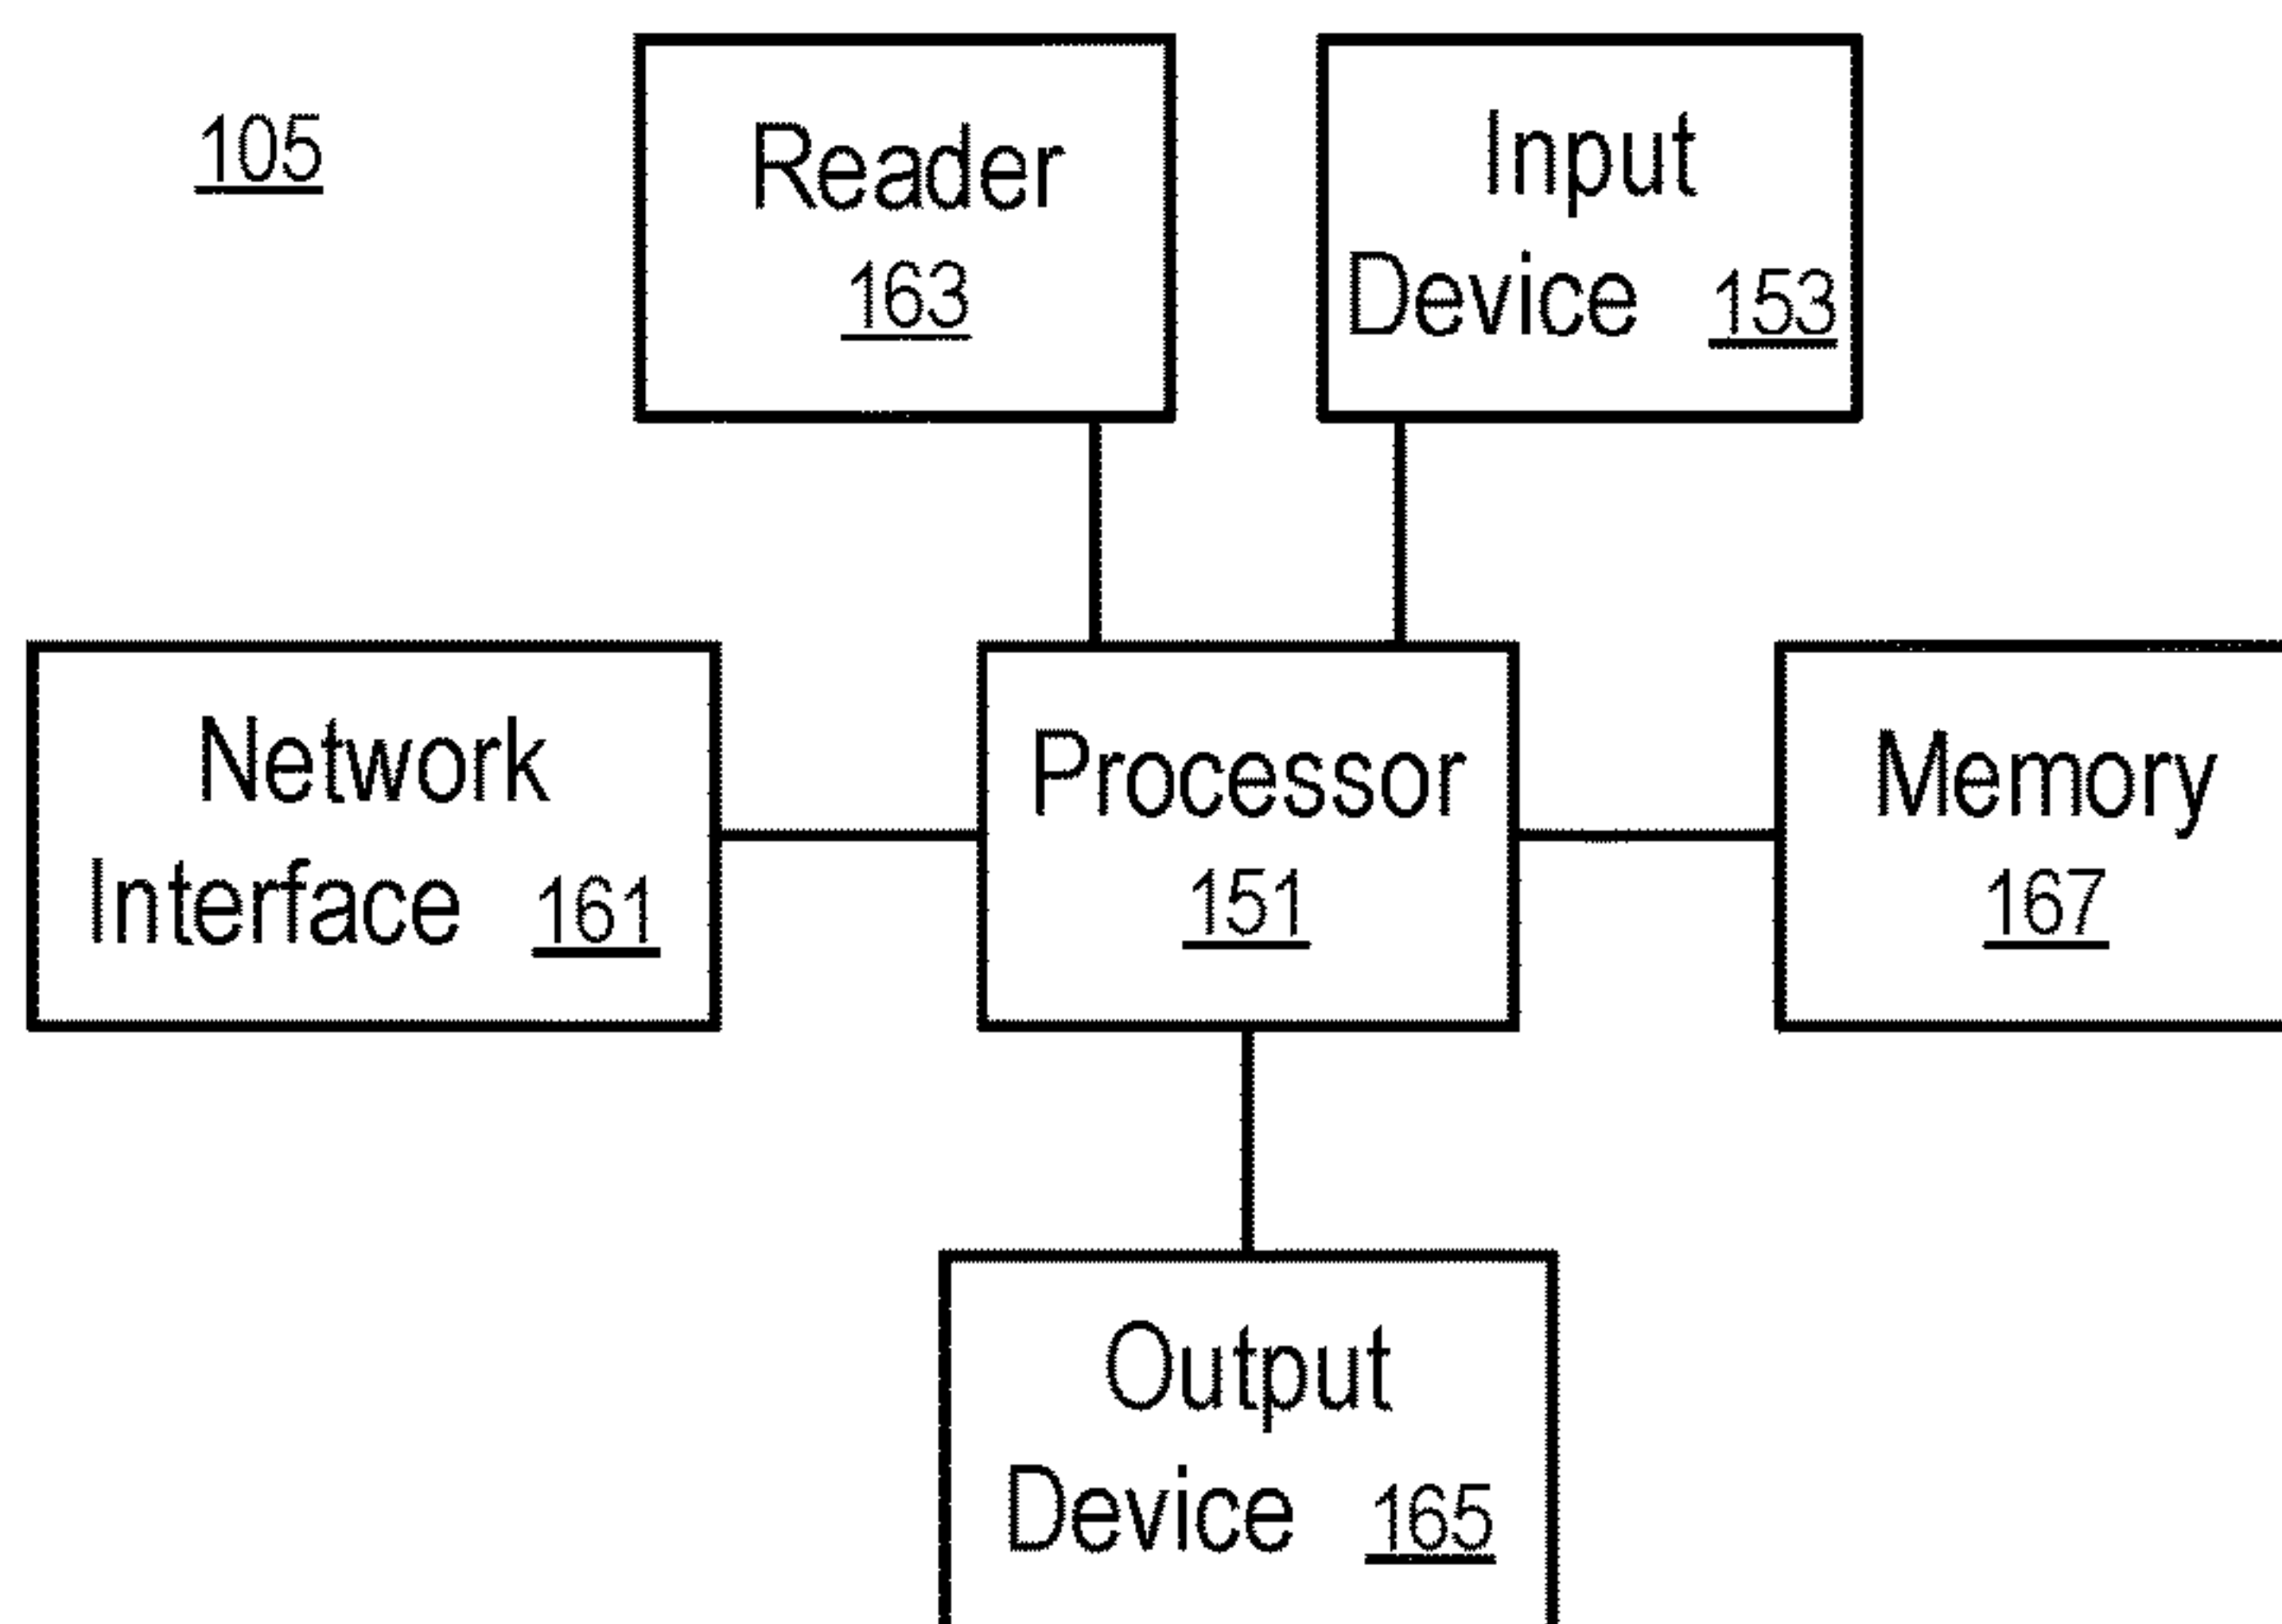 105
Reader
163
Input
Device 153
Network
Interface 161
Processor
151
Memory
167
Output
Device 165